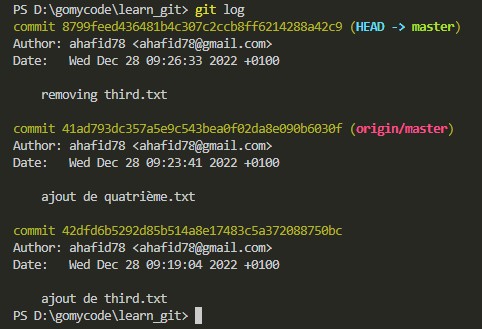 PS D:\gomycode\learn_git> git log
commit 8799feed436481b4c307c2ccb8ff6214288a42c9 (HEAD -> master)
Author: ahafid78 <ahafid78@gmail.com>
Date:   Wed Dec 28 09:26:33 2022 +0100
    removing third.txt
commit 41ad793dc357a5e9c543bea0f02da8e090b6030f (origin/master)
Author: ahafid78 <ahafid78@gmail.com>
Date:   Wed Dec 28 09:23:41 2022 +0100
    ajout de quatrième.txt
commit 42dfd6b5292d85b514a8e17483c5a372088750bc
Author: ahafid78 <ahafid78@gmail.com>
Date:   Wed Dec 28 09:19:04 2022 +0100
    ajout de third.txt
PS D:\gomycode\learn_git>